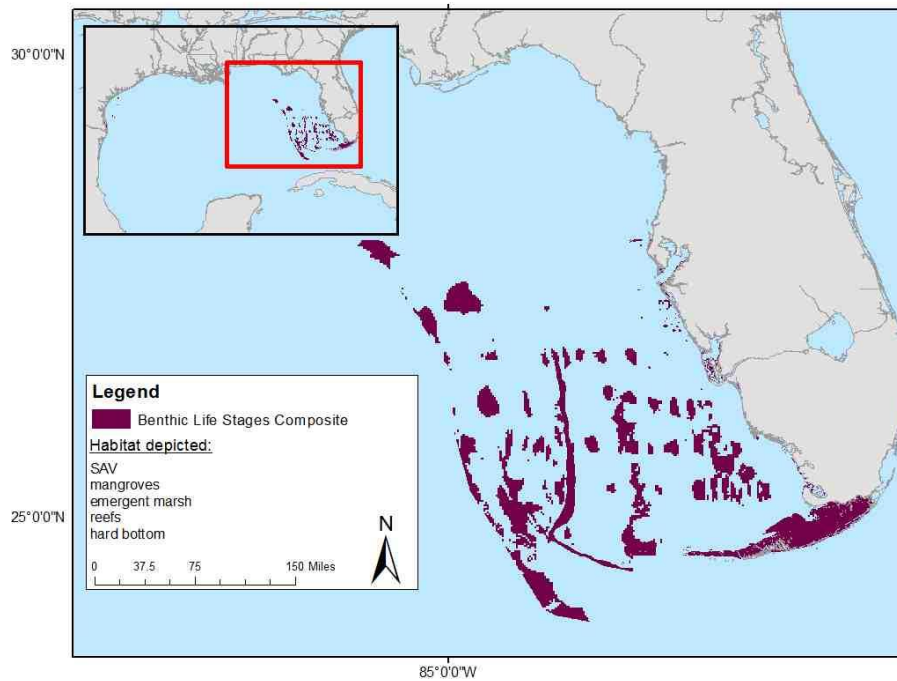 30°0'0"N
Legend
Benthic Life Stages Composite
Habitat depicted:
SAV
mangroves
emergent marsh
reefs
hard bottom
N
0 37.5 75 150 Miles
25°0'0"N
85°0'0"W